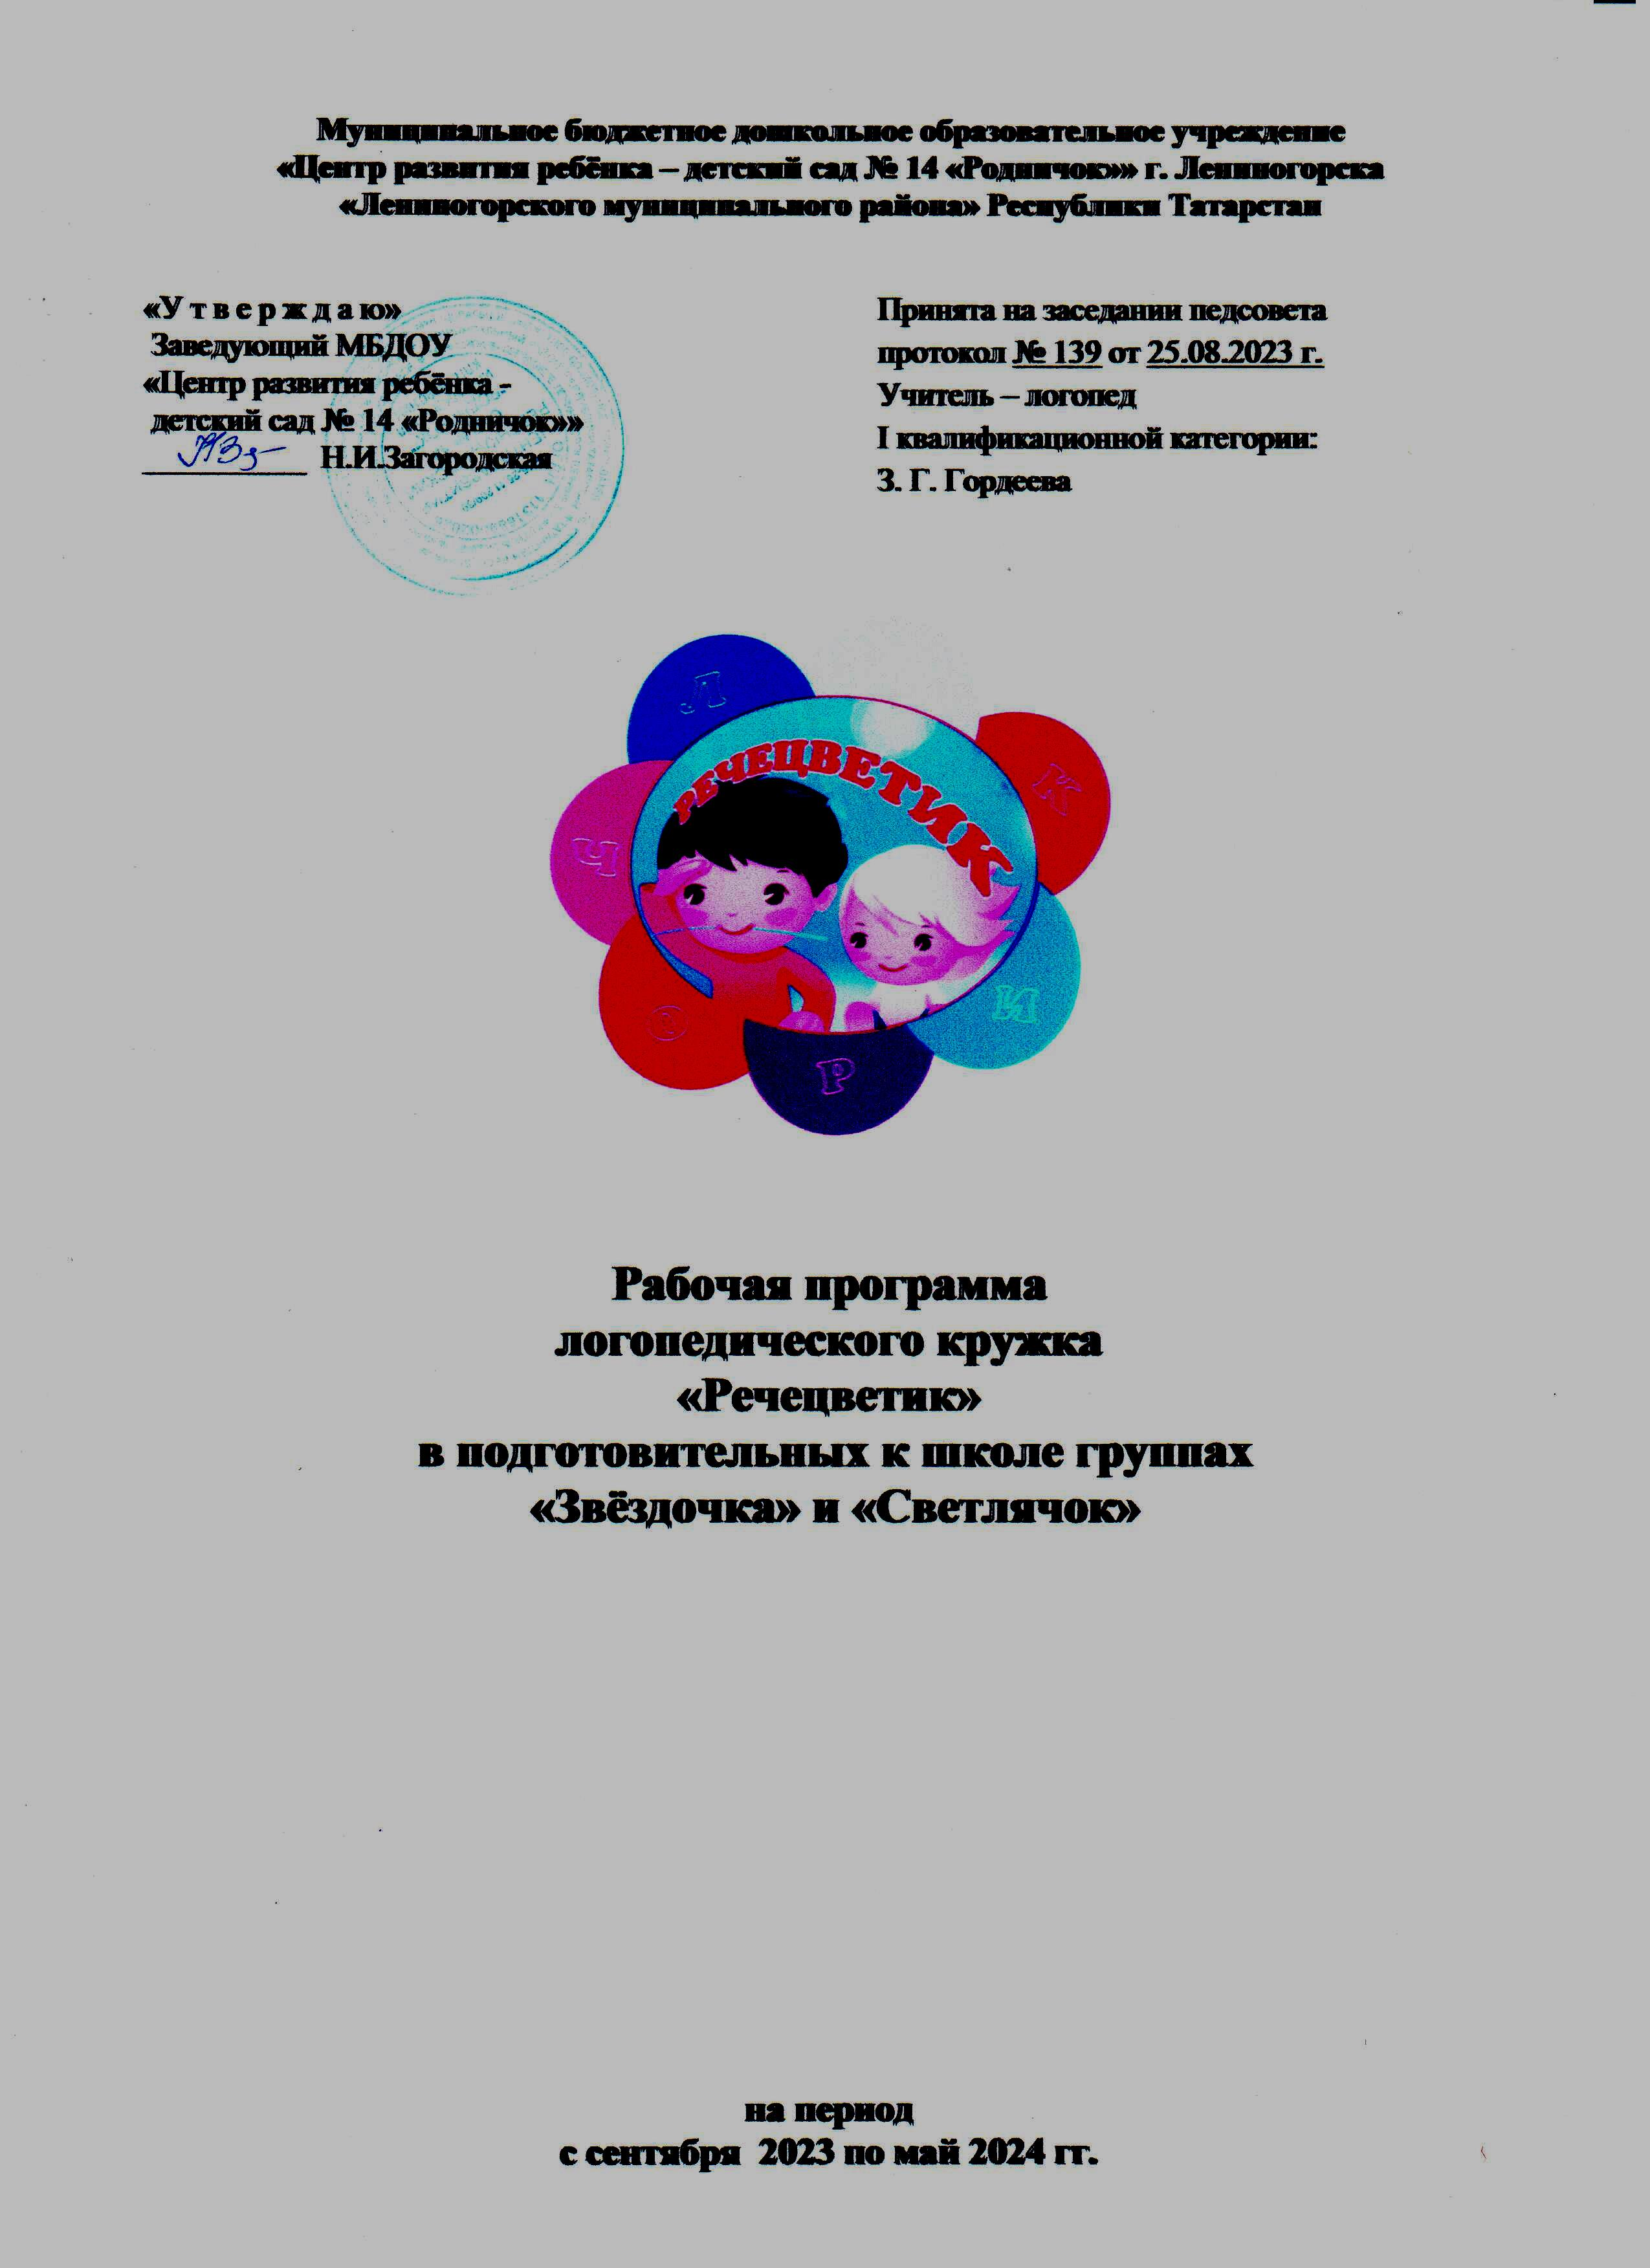 Муниципальное бюджетное дошкольное образовательное учреждение
«Центр развития ребёнка – детский сад № 14 «Родничок»» г. Лениногорска
«Лениногорского муниципального района» Республики Татарстан
«У т в е р ж д а ю»
Заведующий МБДОУ
«Центр развития ребёнка -
детский сад № 14 «Родничок»»
Н.И.Загородская
Принята на заседании педсовета
протокол № 139 от 25.08.2023 г.
Учитель – логопед
I квалификационной категории:
З. Г. Гордеева
Л
К
РЕЧЕЦВЕТИК
Ч
И
Р
Рабочая программа
логопедического кружка
«Речецветик»
в подготовительных к школе группах
«Звёздочка» и «Светлячок»
на период
с сентября 2023 по май 2024 гг.